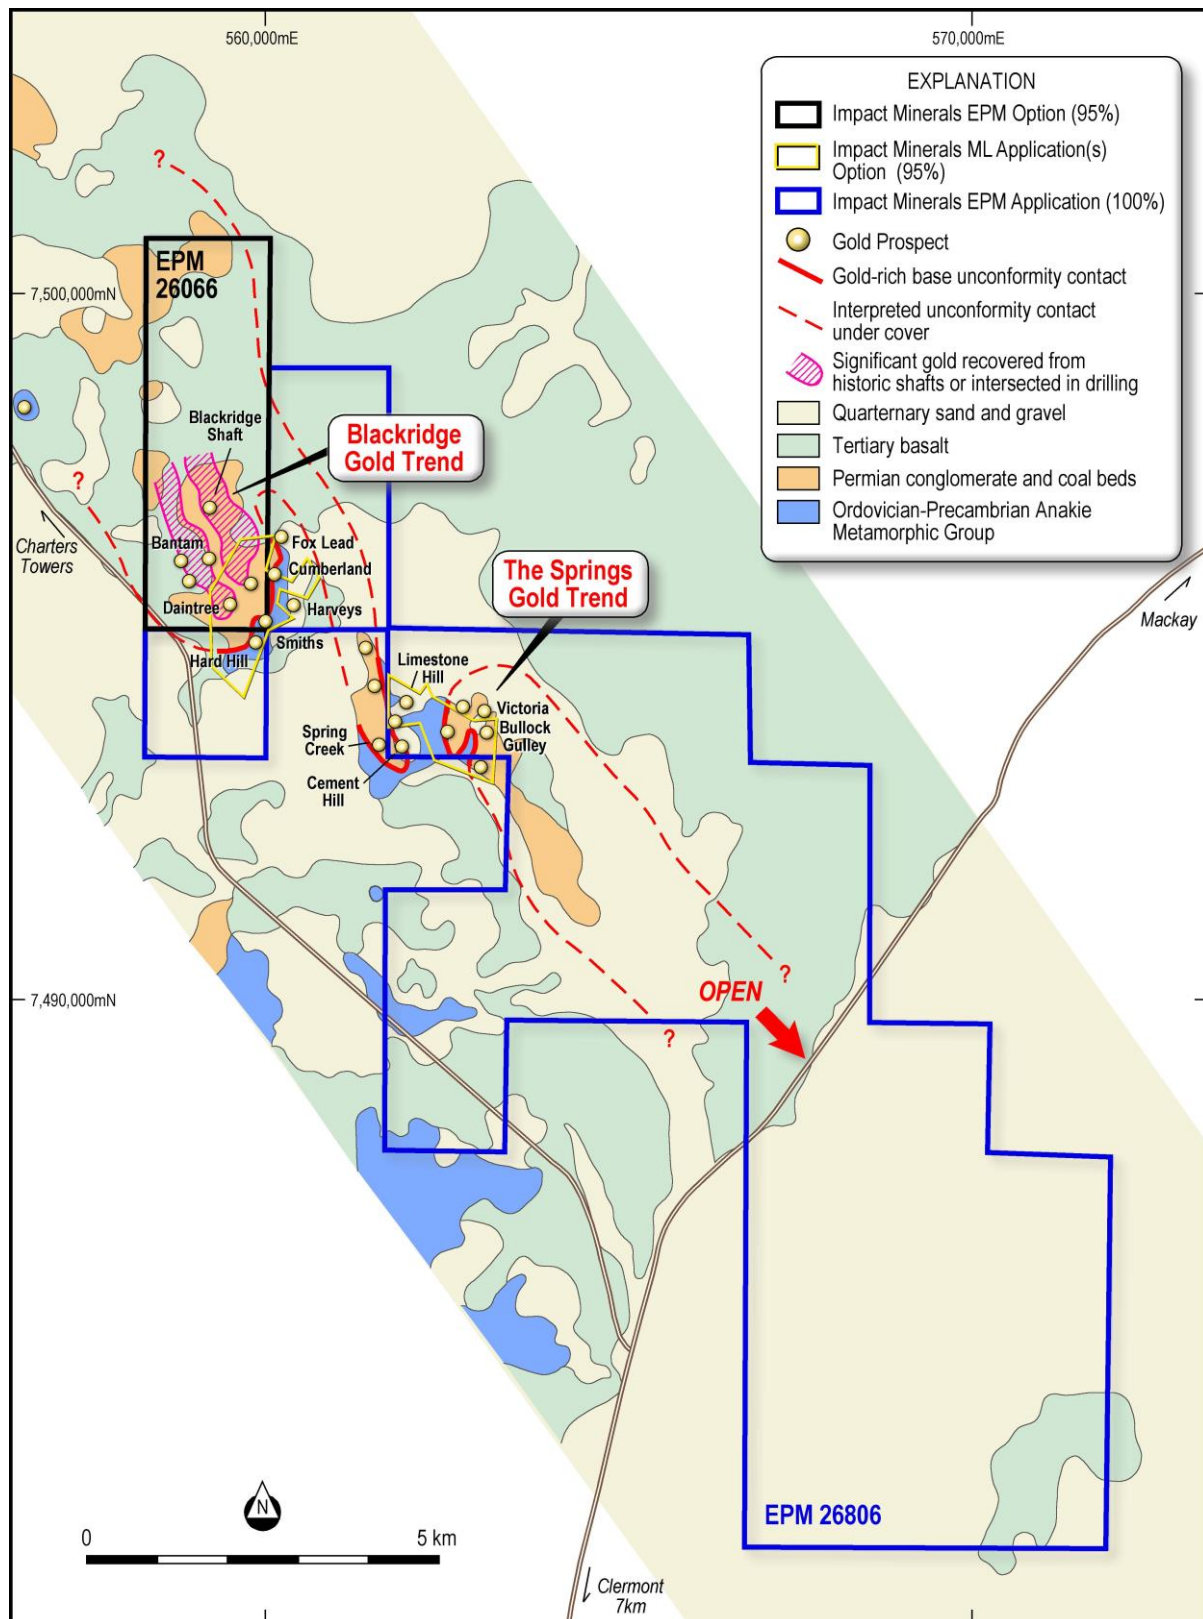 560,000mE
570,000mE
EXPLANATION
Impact Minerals EPM Option (95%)
Impact Minerals ML Application(s)
Option (95%)
Impact Minerals EPM Application (100%)
Gold Prospect
Gold-rich base unconformity contact
Interpreted unconformity contact
under cover
Significant gold recovered from
historic shafts or intersected in drilling
Quaternary sand and gravel
Tertiary basalt
Permian conglomerate and coal beds
Ordovician-Precambrian Anakie
Metamorphic Group
?
EPM
26066
7,500,000mN
Blackridge
Shaft
Blackridge
Gold Trend
?
Charters
Towers
Bantam
Fox Lead
Cumberland
The Springs
Gold Trend
Daintree
Harveys
Mackay
Hard Hill
Smiths
Limestone
Hill
Spring
Creek
Victoria
Bullock
Gulley
Cement
Hill
7,490,000mN
?
OPEN
?
N
0
5 km
EPM 26806
Clermont
7km